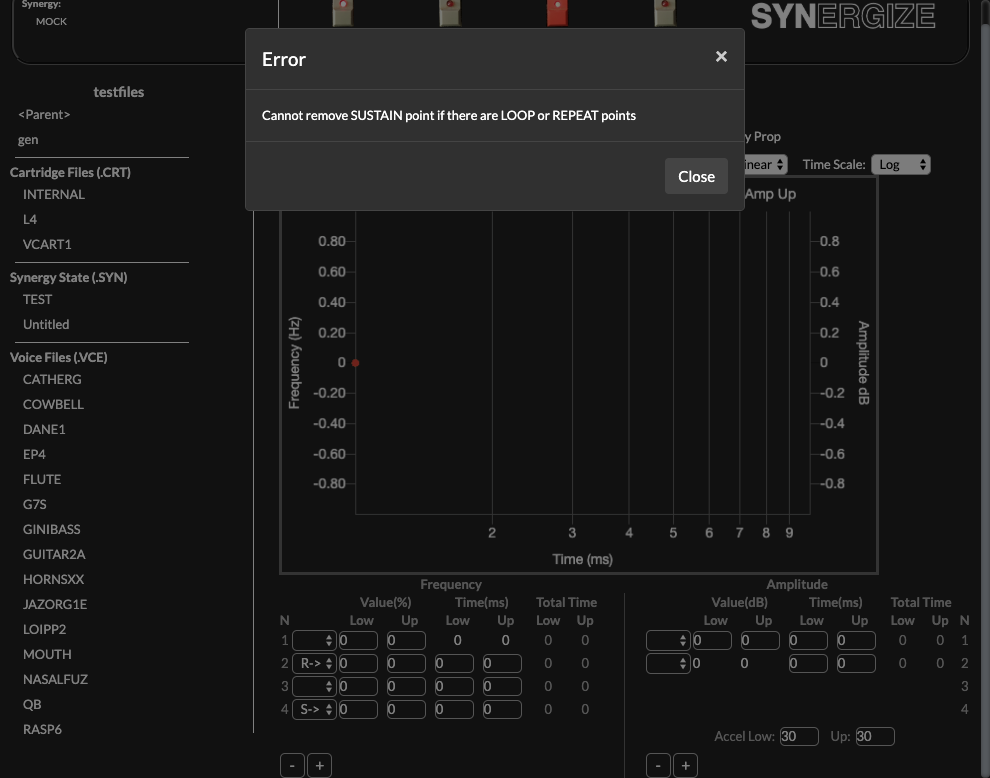 Synergy:
MOCK
SYNERGIZE
Error
×
Cannot remove SUSTAIN point if there are LOOP or REPEAT points
Close
testfiles
<Parent>
gen
Cartridge Files (.CRT)
INTERNAL
L4
VCART1
Synergy State (.SYN)
TEST
Untitled
Voice Files (.VCE)
CATHERG
COWBELL
DANE1
EP4
FLUTE
G7S
GINIBASS
GUITAR2A
HORNSXX
JAZORG1E
LOIPP2
MOUTH
NASALFUZ
QB
RASP6
y Prop
inear Time Scale: Log
Amp Up
0.80 0.8
0.60 0.6
0.40 0.4
0.20 0.2
0 0
-0.20 -0.2
-0.40 -0.4
-0.60 -0.6
-0.80 -0.8
Frequency (Hz)
Amplitude dB
2 3 4 5 6 7 8 9
Time (ms)
Frequency Amplitude
Value(%) Time(ms) Total Time Value(dB) Time(ms) Total Time
N Low Up Low Up Low Up Low Up Low Up Low Up N
1 0 0 0 0 0 0 0 0 0 0 0 0 1
2 R-> 0 0 0 0 0 0 0 0 0 0 0 0 2
3 0 0 0 0 0 0 3
4 S-> 0 0 0 0 0 0 4
Accel Low: 30 Up: 30
- + - +